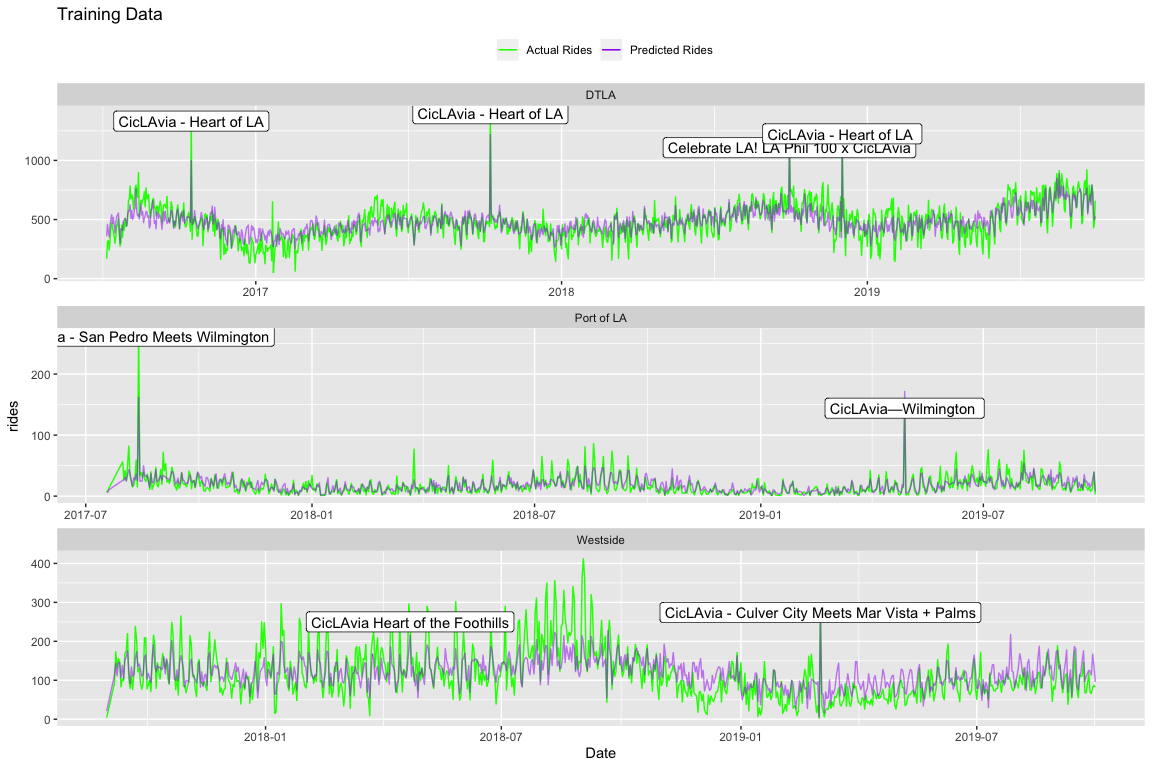 Training Data
Actual Rides Predicted Rides
DTLA
CicLAvia - Heart of LA
CicLAvia - Heart of LA
CicLAvia - Heart of LA
Celebrate LA! LA Phil 100 x CicLAvia
1000
500
0
2017 2018 2019
Port of LA
a - San Pedro Meets Wilmington
CicLAvia—Wilmington
200
100
0
2017-07 2018-01 2018-07 2019-01 2019-07
rides
Westside
CicLAvia Heart of the Foothills
CicLAvia - Culver City Meets Mar Vista + Palms
400
300
200
100
0
2018-01 2018-07 2019-01 2019-07
Date